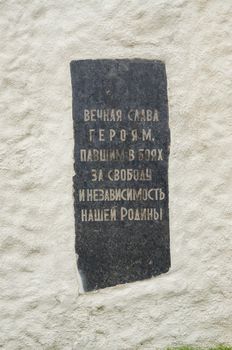 ВЕЧНАЯ СЛАВА
ГЕРОЯМ,
ПАВШИМ В БОЯХ
ЗА СВОБОДУ
И НЕЗАВИСИМОСТЬ
НАШЕЙ РОДИНЫ